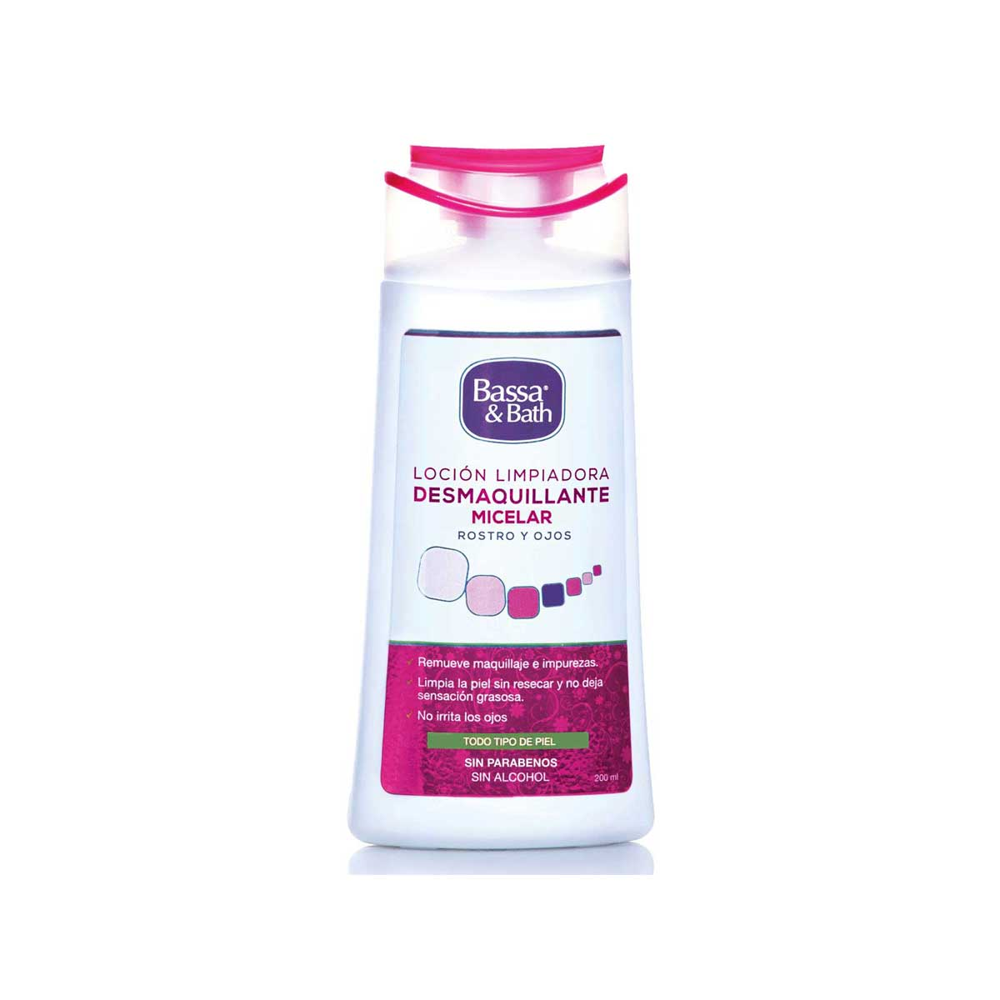 Bassa®
& Bath
LOCIÓN LIMPIADORA
DESMAQUILLANTE
MICELAR
ROSTRO Y OJOS
✓ Remueve maquillaje e impurezas.
✓ Limpia la piel sin resecar y no deja
sensación grasosa.
✓ No irrita los ojos
TODO TIPO DE PIEL
SIN PARABENOS
SIN ALCOHOL
200 ml